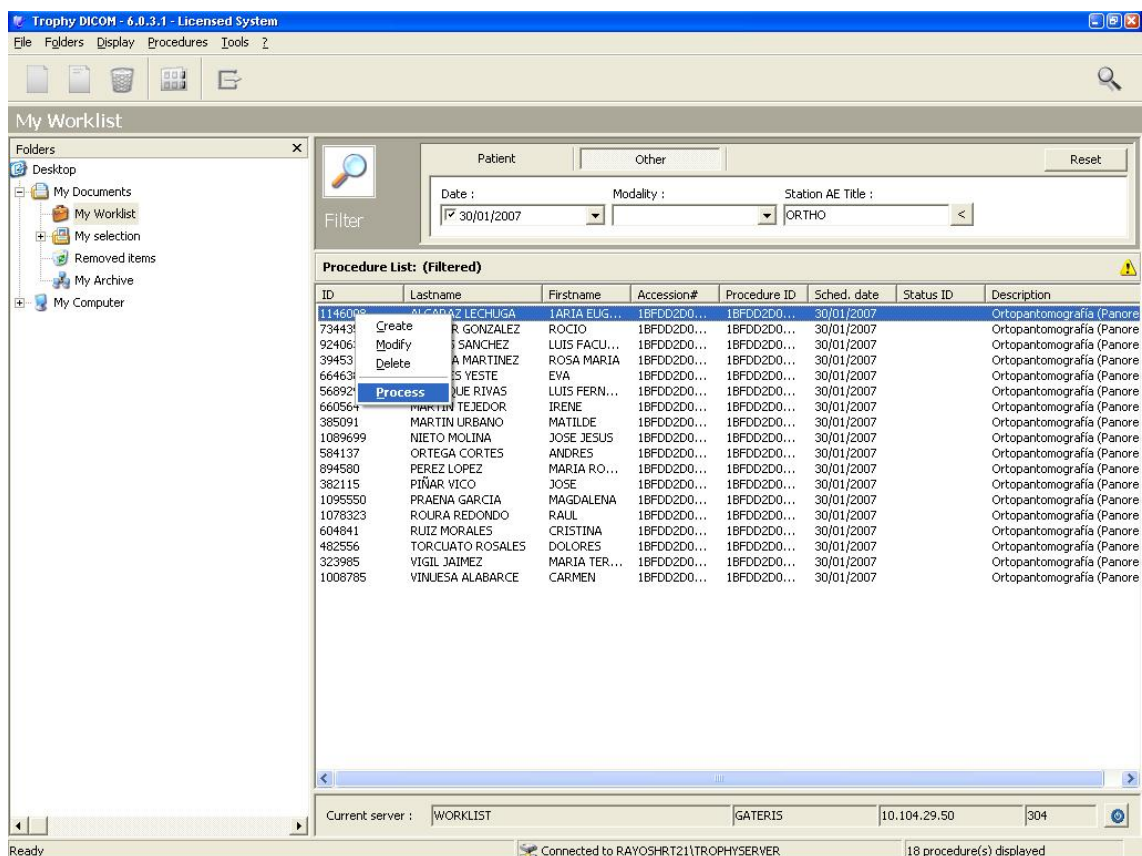 Trophy DICOM - 6.0.3.1 - Licensed System
File Folders Display Procedures Tools ?
My Worklist
Folders X
Desktop
My Documents
My Worklist
My selection
Removed items
My Archive
My Computer
Filter
Patient Other Reset
Date : Modality : Station AE Title :
30/01/2007 ORTHO <
Procedure List: (Filtered)
ID Lastname Firstname Accession# Procedure ID Sched. date Status ID Description
ALCARAZ LECHUGA 1ARIA EUG... 1BFDD2D0... 1BFDD2D0... 30/01/2007 Ortopantomografía (Panore
GONZALEZ ROCIO 1BFDD2D0... 1BFDD2D0... 30/01/2007 Ortopantomografía (Panore
SANCHEZ LUIS FACU... 1BFDD2D0... 1BFDD2D0... 30/01/2007 Ortopantomografía (Panore
39453 MARTINEZ ROSA MARIA 1BFDD2D0... 1BFDD2D0... 30/01/2007 Ortopantomografía (Panore
YESTE EVA 1BFDD2D0... 1BFDD2D0... 30/01/2007 Ortopantomografía (Panore
RIVAS LUIS FERN... 1BFDD2D0... 1BFDD2D0... 30/01/2007 Ortopantomografía (Panore
660564 MARTIN TEJEDOR IRENE 1BFDD2D0... 1BFDD2D0... 30/01/2007 Ortopantomografía (Panore
385091 MARTIN URBANO MATILDE 1BFDD2D0... 1BFDD2D0... 30/01/2007 Ortopantomografía (Panore
1089699 NIETO MOLINA JOSE JESUS 1BFDD2D0... 1BFDD2D0... 30/01/2007 Ortopantomografía (Panore
584137 ORTEGA CORTES ANDRES 1BFDD2D0... 1BFDD2D0... 30/01/2007 Ortopantomografía (Panore
894580 PEREZ LOPEZ MARIA RO... 1BFDD2D0... 1BFDD2D0... 30/01/2007 Ortopantomografía (Panore
382115 PIÑAR VICO JOSE 1BFDD2D0... 1BFDD2D0... 30/01/2007 Ortopantomografía (Panore
1095550 PRAENA GARCIA MAGDALENA 1BFDD2D0... 1BFDD2D0... 30/01/2007 Ortopantomografía (Panore
1078323 ROURA REDONDO RAUL 1BFDD2D0... 1BFDD2D0... 30/01/2007 Ortopantomografía (Panore
604841 RUIZ MORALES CRISTINA 1BFDD2D0... 1BFDD2D0... 30/01/2007 Ortopantomografía (Panore
482556 TORCUATO ROSALES DOLORES 1BFDD2D0... 1BFDD2D0... 30/01/2007 Ortopantomografía (Panore
323985 VIGIL JAIMEZ MARIA TER... 1BFDD2D0... 1BFDD2D0... 30/01/2007 Ortopantomografía (Panore
1008785 VINUESA ALABARCE CARMEN 1BFDD2D0... 1BFDD2D0... 30/01/2007 Ortopantomografía (Panore
Create
Modify
Delete
Process
Current server : WORKLIST GATERIS 10.104.29.50 304
Ready Connected to RAYOSHRT21\TROPHYSERVER 18 procedure(s) displayed